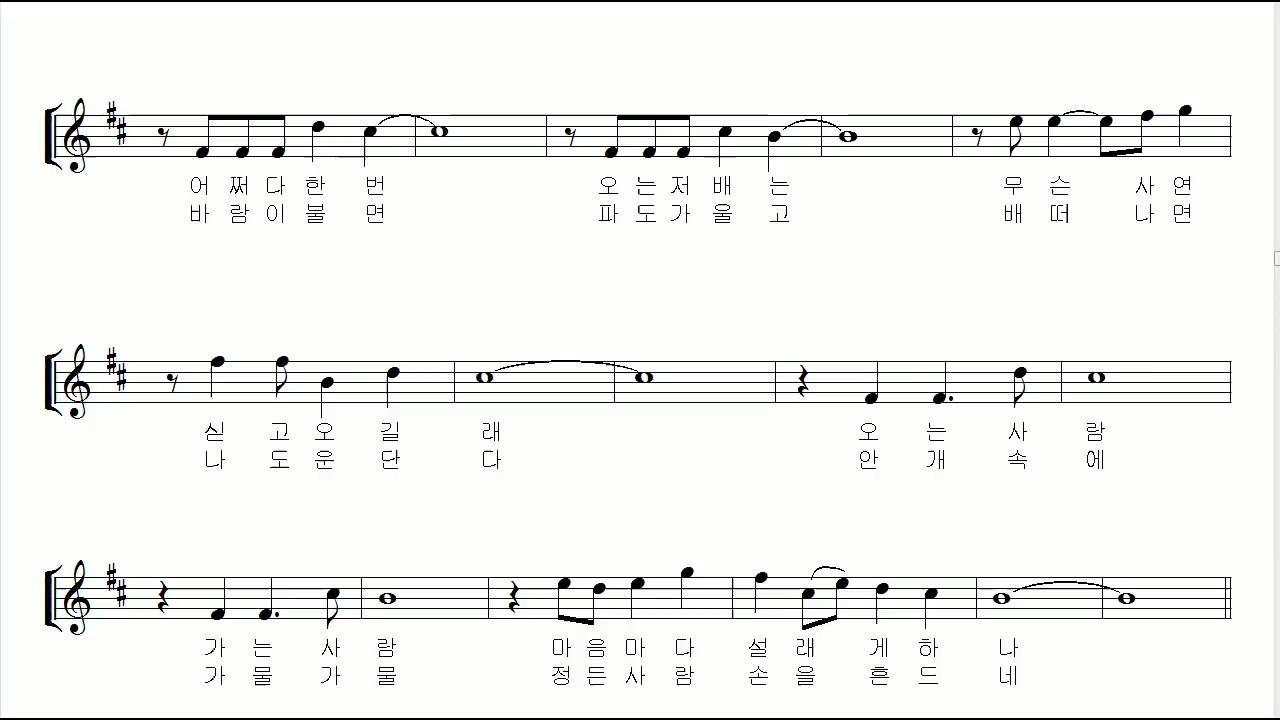 어쩌다한번 오는저배는 무슨사연
바람이불면 파도가울고 배떠나면
싣고오길래 오는사람
나도운단다 안개속에
가는사람 마음마다설래게하나
가물가물 정든사람손을흔드네